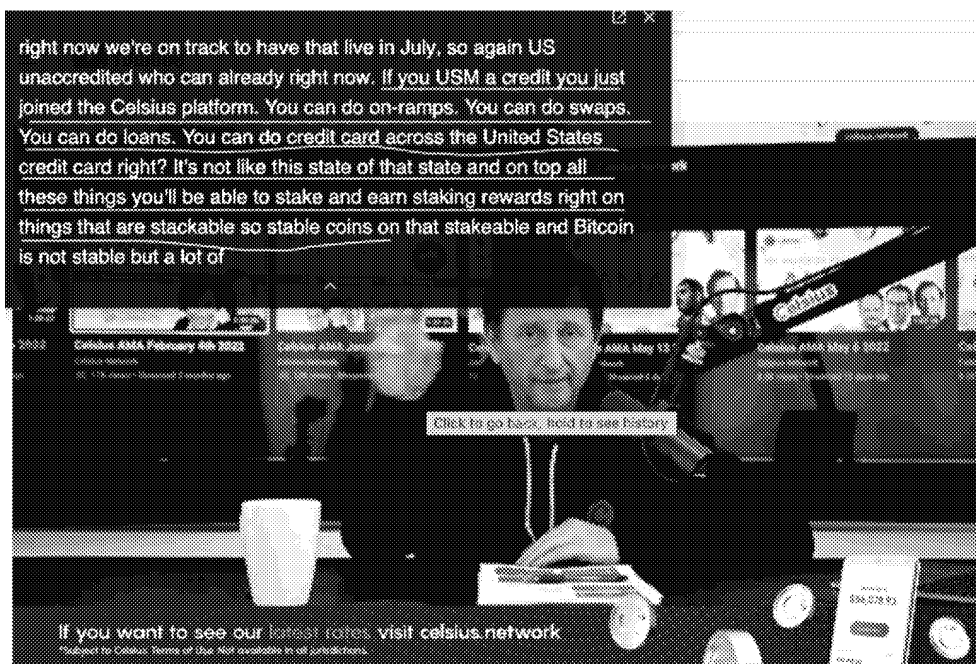 right now we're on track to have that live in July, so again US
unaccredited who can already right now. If you USM a credit you just
joined the Celsius platform. You can do on-ramps. You can do swaps.
You can do loans. You can do credit card across the United States
credit card right? It's not like this state of that state and on top all
these things you'll be able to stake and earn staking rewards right on
things that are stackable so stable coins on that stakeable and Bitcoin
is not stable but a lot of
Celsius
2022 Celsius AMA February 4th 2022 Celsius AMA AMA May 13 Celsius AMA May 6 2022
Celsius Network
Click to go back, hold to see history
$66,078.93
If you want to see our latest rates visit celsius.network
*Subject to Celsius Terms of Use. Not available in all jurisdictions.